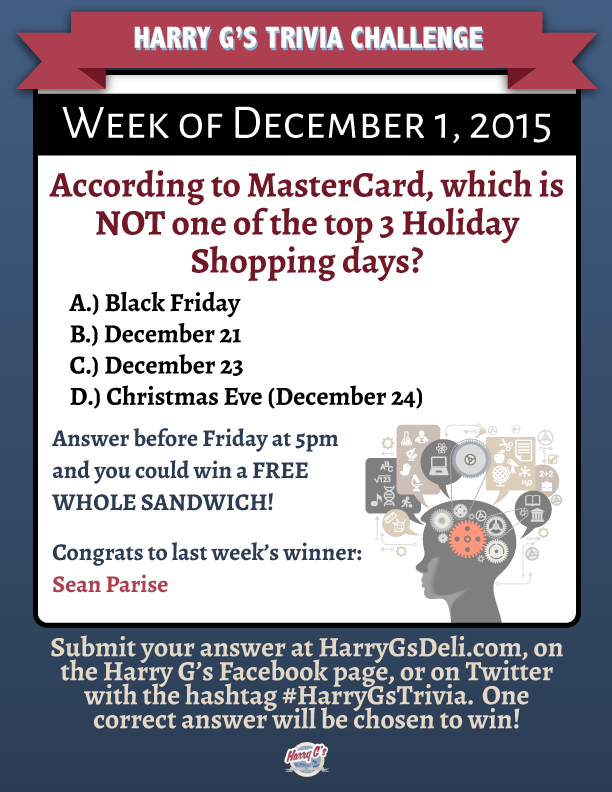 HARRY G'S TRIVIA CHALLENGE
Week of December 1, 2015
According to MasterCard, which is
NOT one of the top 3 Holiday
Shopping days?
A.) Black Friday
B.) December 21
C.) December 23
D.) Christmas Eve (December 24)
Answer before Friday at 5pm
and you could win a FREE
WHOLE SANDWICH!
Congrats to last week's winner:
Sean Parise
ABC
√123
2+2
H₂O
Submit your answer at HarryGsDeli.com, on
the Harry G's Facebook page, or on Twitter
with the hashtag #HarryGsTrivia. One
correct answer will be chosen to win!
Harry G's